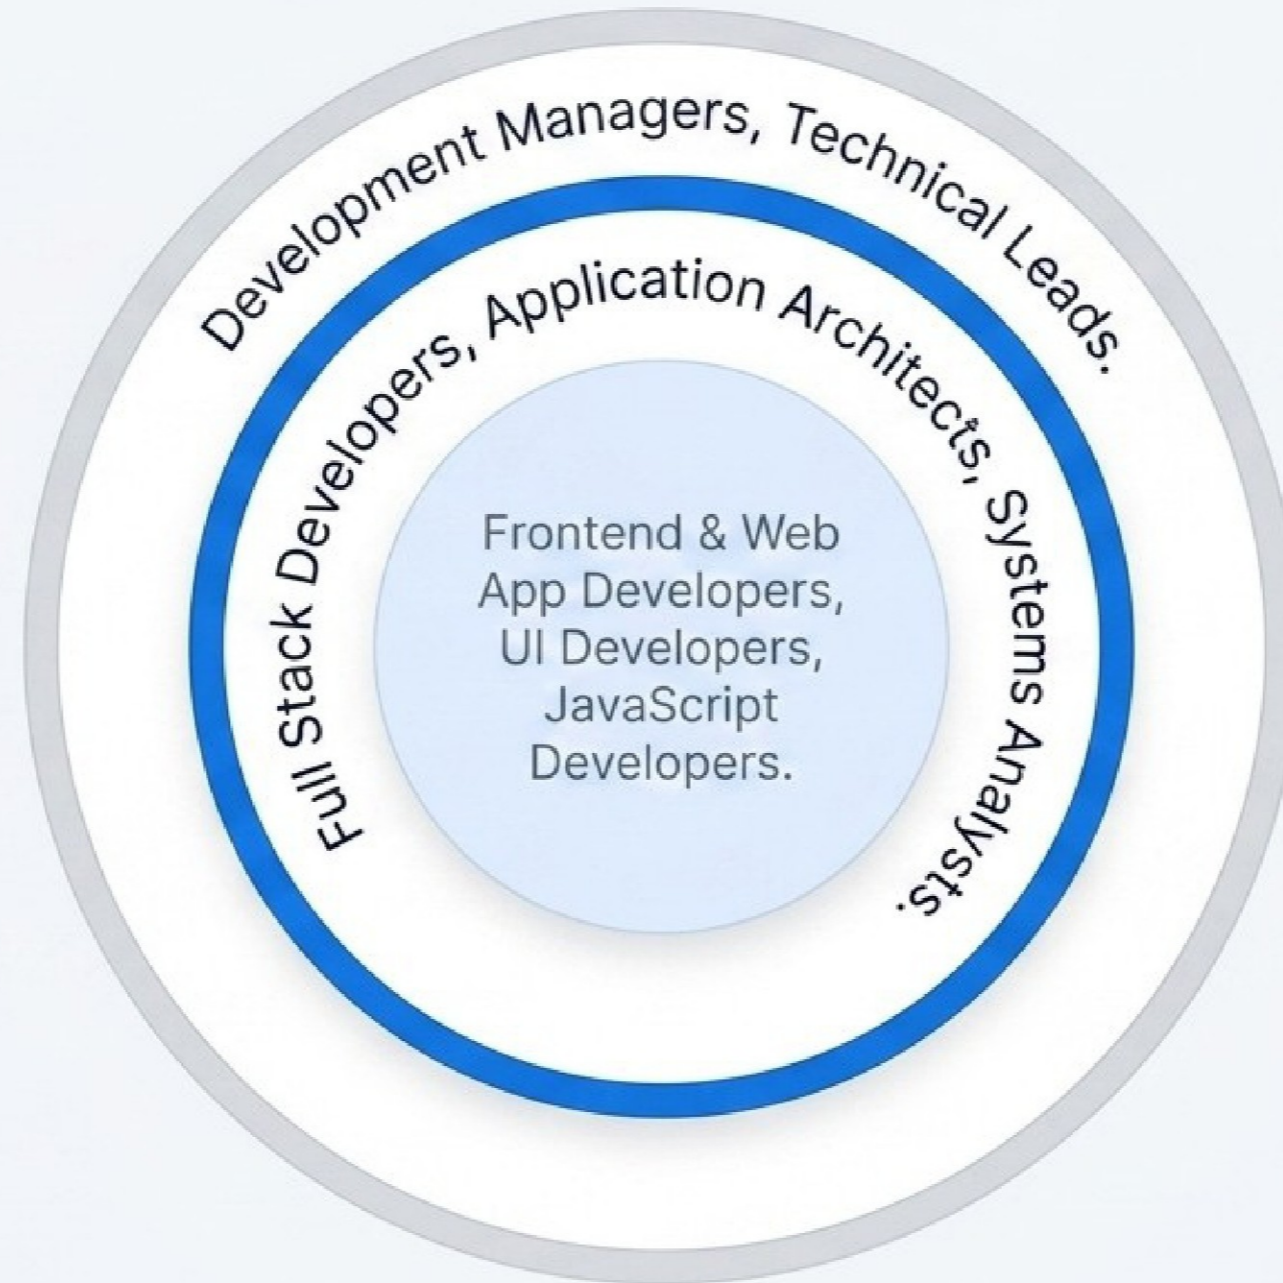 Development Managers, Technical Leads.
Full Stack Developers, Application Architects, Systems Analysts.
Frontend & Web
App Developers,
UI Developers,
JavaScript
Developers.